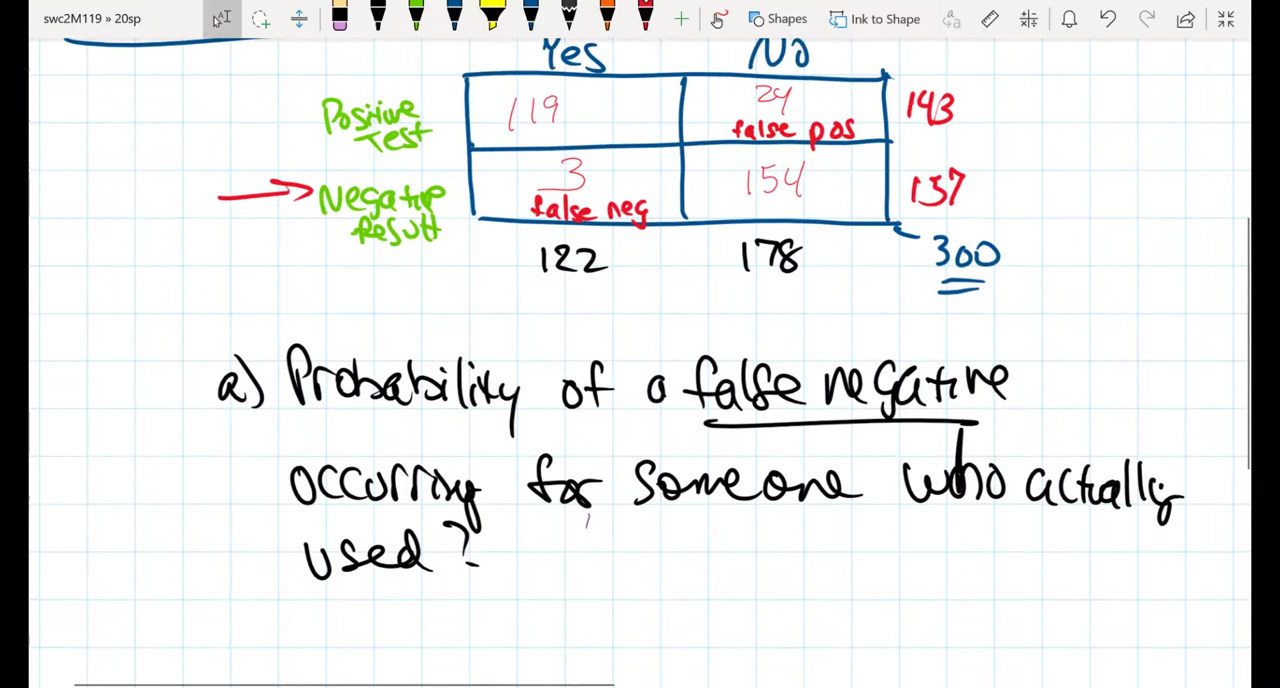 swc2M119 » 20sp
Shapes
Ink to Shape
Yes No
Positive Test 119 24 false pos 143
Negative Result 3 false neg 154 157
122 178 300
a) Probability of a false negative
occurring for someone who actually
used?